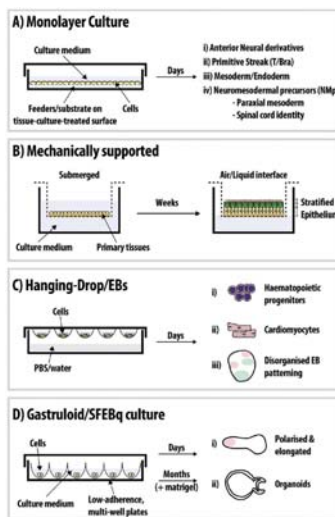 A) Monolayer Culture
Culture medium
Feeders/substrate on
tissue-culture-treated surface
Cells
Days
i) Anterior Neural derivatives
ii) Primitive Streak (T/Bra)
iii) Mesoderm/Endoderm
iv) Neuromesodermal precursors (NMp)
- Paraxial mesoderm
- Spinal cord identity
B) Mechanically supported
Submerged
Culture medium
Primary tissues
Weeks
Air/Liquid interface
Stratified
Epithelium
C) Hanging-Drop/EBs
Cells
PBS/water
Days
i) Haematopoietic
progenitors
ii) Cardiomyocytes
iii) Disorganised EB
patterning
D) Gastruloid/SFEBq culture
Cells
Culture medium
Low-adherence,
multi-well plates
Days
Months
(+ matrigel)
i) Polarised &
elongated
ii) Organoids